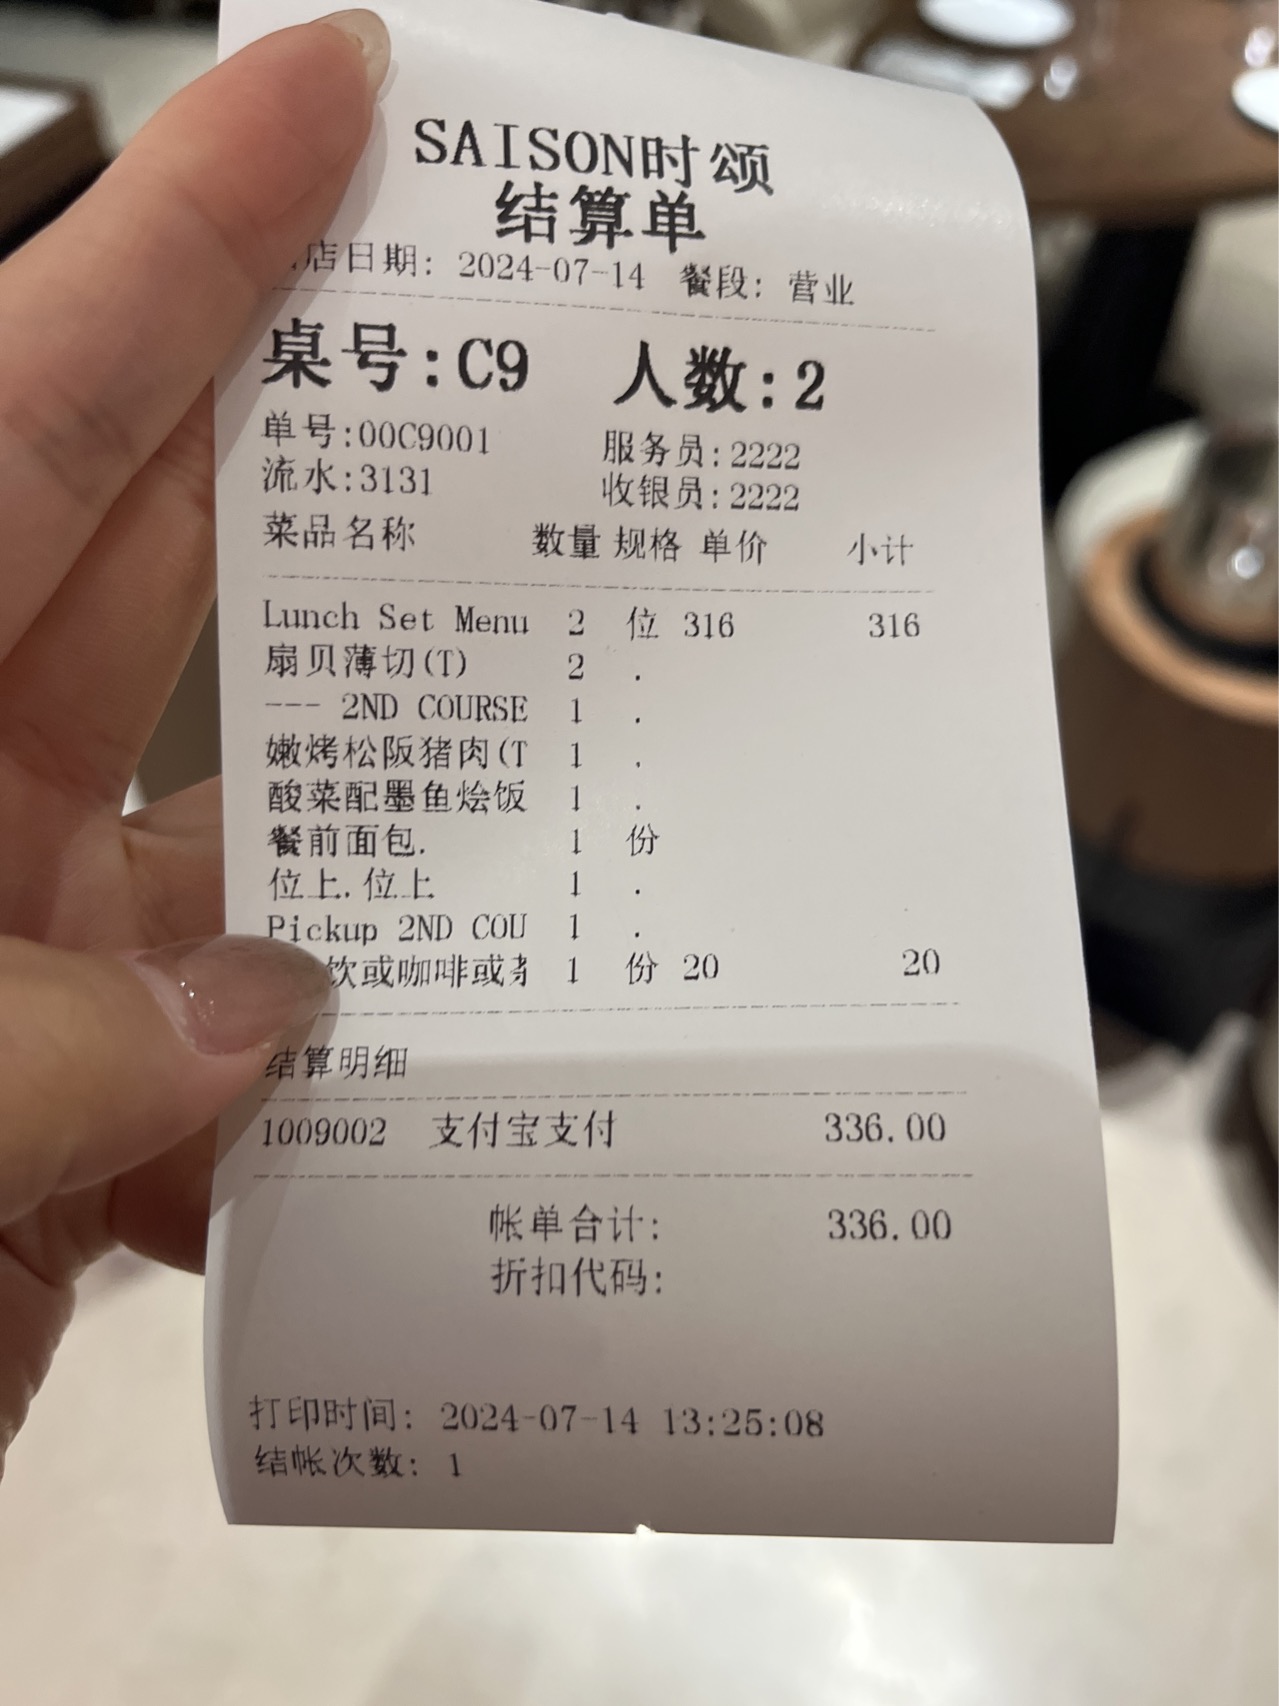 SAISON时颂
结算单
店日期: 2024-07-14 餐段: 营业
桌号:C9 人数:2
单号:00C9001 服务员:2222
流水:3131 收银员:2222
菜品名称 数量 规格 单价 小计
Lunch Set Menu 2 位 316 316
扇贝薄切(T) 2 .
--- 2ND COURSE 1 .
嫩烤松阪猪肉(T 1 .
酸菜配墨鱼烩饭 1 .
餐前面包. 1 份
位上.位上 1 .
Pickup 2ND COU 1 .
饮或咖啡或 1 份 20 20
结算明细
1009002 支付宝支付 336.00
帐单合计: 336.00
折扣代码:
打印时间: 2024-07-14 13:25:08
结帐次数: 1